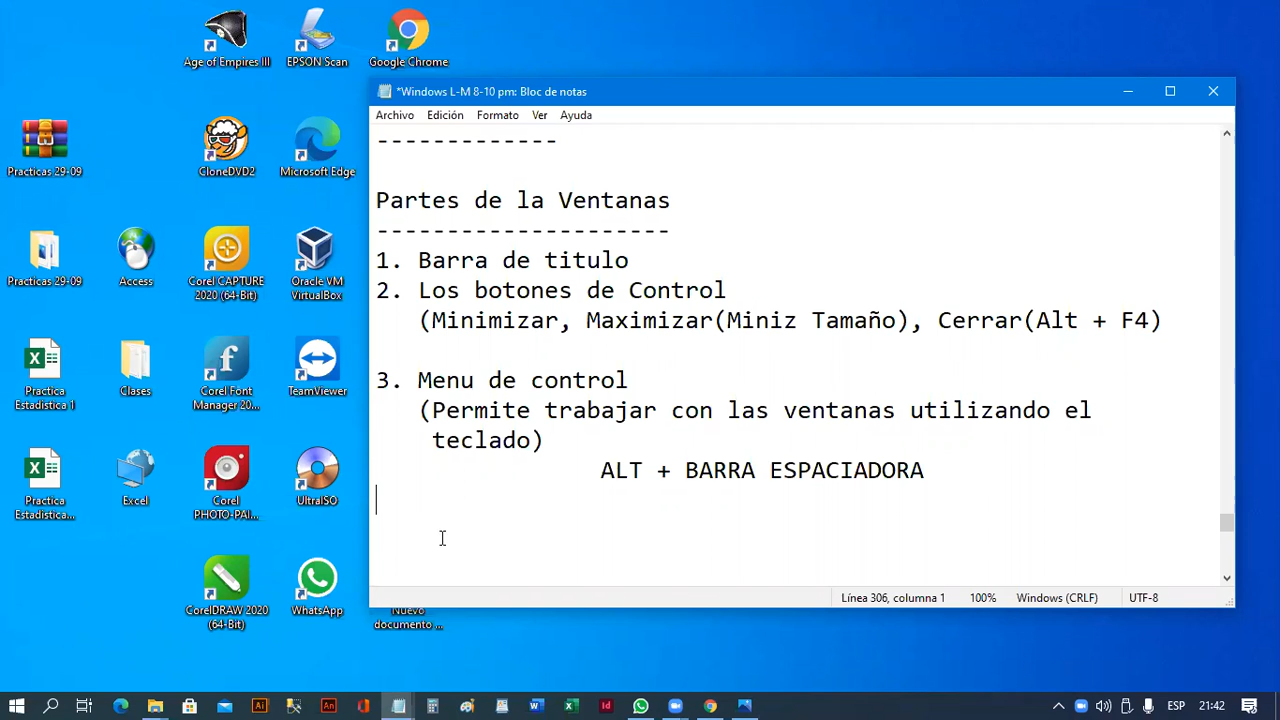 Age of Empires III
EPSON Scan
Google Chrome
*Windows L-M 8-10 pm: Bloc de notas
Archivo Edición Formato Ver Ayuda
-------------
Partes de la Ventanas
---------------------
1. Barra de titulo
2. Los botones de Control
(Minimizar, Maximizar(Miniz Tamaño), Cerrar(Alt + F4)
3. Menu de control
(Permite trabajar con las ventanas utilizando el
teclado)
ALT + BARRA ESPACIADORA
Línea 306, columna 1 100% Windows (CRLF) UTF-8
Practicas 29-09
CloneDVD2
Microsoft Edge
Practicas 29-09
Access
Corel CAPTURE
2020 (64-Bit)
Oracle VM
VirtualBox
Practica
Estadistica 1
Clases
Corel Font
Manager 20...
TeamViewer
Practica
Estadistica...
Excel
Corel
PHOTO-PAI...
UltraISO
CorelDRAW 2020
(64-Bit)
WhatsApp
Nuevo
documento ...
ESP 21:42